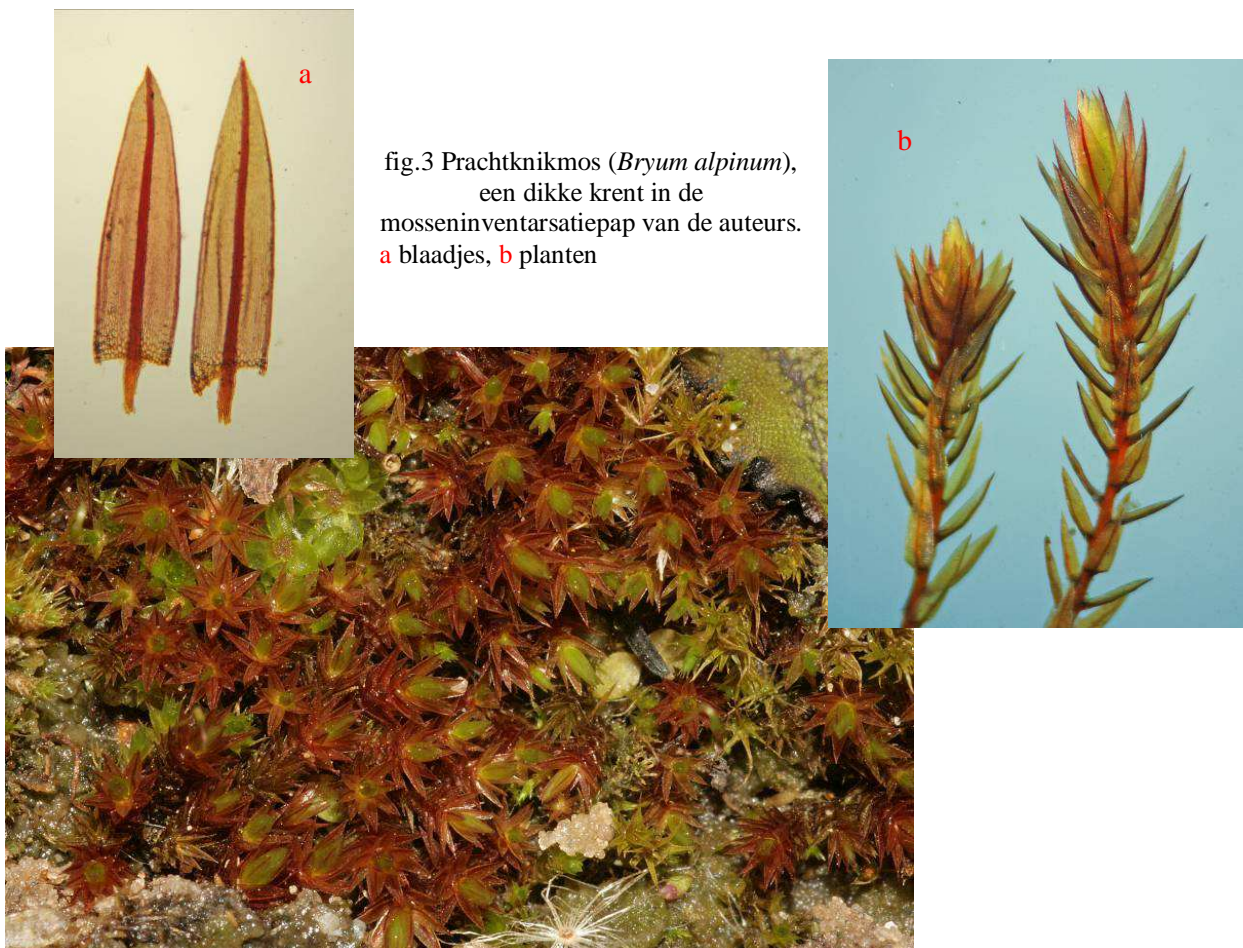 a
b
fig.3 Prachtknikmos (Bryum alpinum),
een dikke krent in de
mosseninventarsatiepap van de auteurs.
a blaadjes, b planten